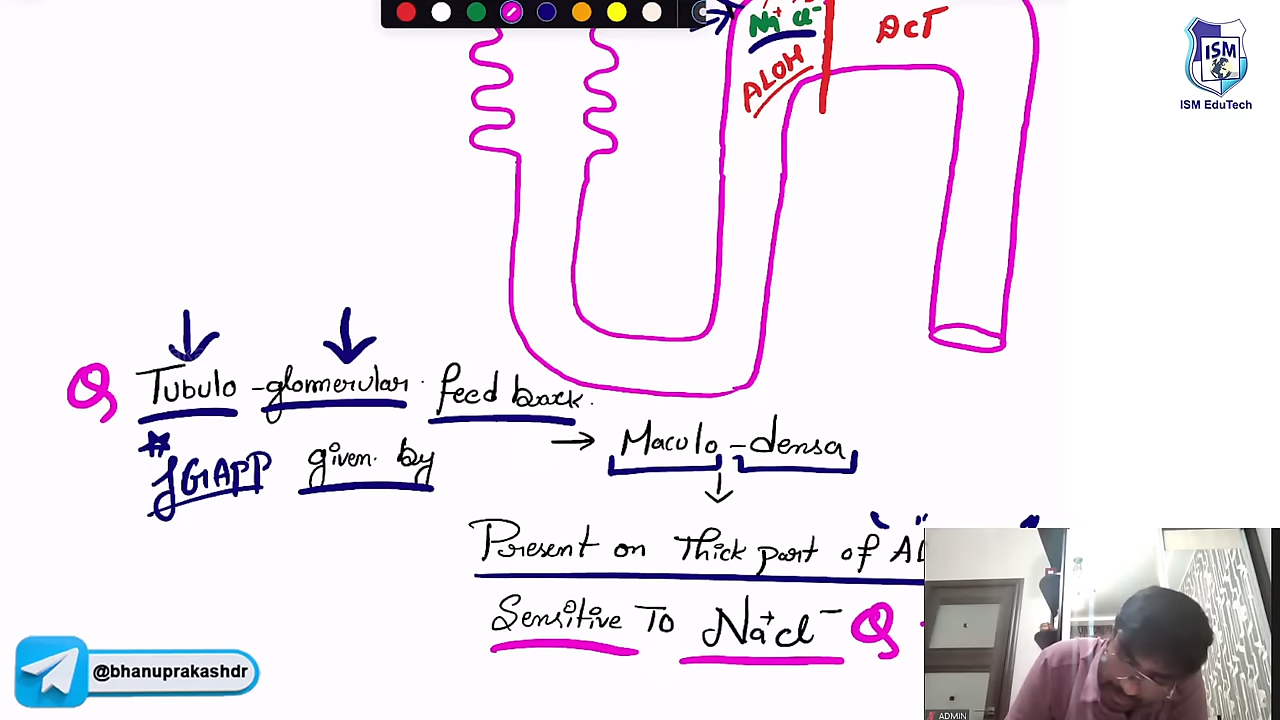 Na⁺ Cl⁻
DCT
ALOH
ISM
ISM EduTech
Q Tubulo-glomerular feed back.
JGAPP given by → Maculo-densa
Present on Thick part of
Sensitive To Na⁺Cl⁻ Q
@bhanuprakashdr
ADMIN